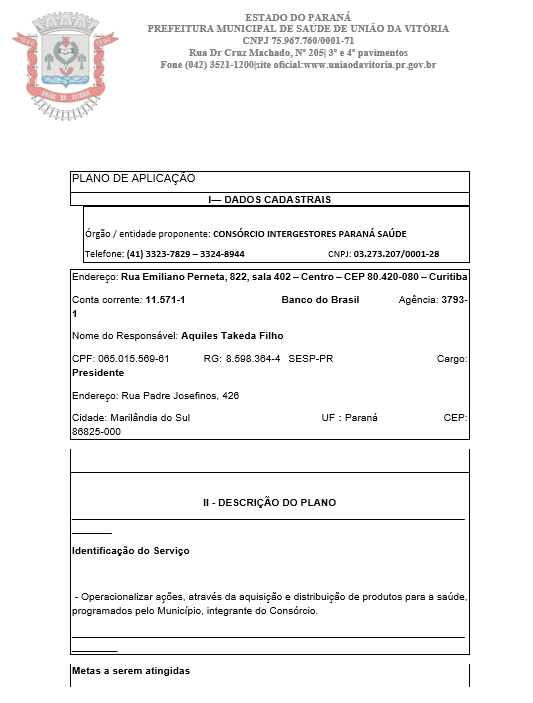 ESTADO DO PARANÁ
PREFEITURA MUNICIPAL DE SAÚDE DE UNIÃO DA VITÓRIA
CNPJ 75.967.760/0001-71
Rua Dr Cruz Machado, Nº 205| 3º e 4º pavimentos
Fone (042) 3521-1200|site oficial:www.uniaodavitoria.pr.gov.br
UNIÃO DA VITORIA
PLANO DE APLICAÇÃO
I— DADOS CADASTRAIS
Órgão / entidade proponente: CONSÓRCIO INTERGESTORES PARANÁ SAÚDE
Telefone: (41) 3323-7829 – 3324-8944 CNPJ: 03.273.207/0001-28
Endereço: Rua Emiliano Perneta, 822, sala 402 – Centro – CEP 80.420-080 – Curitiba
Conta corrente: 11.571-1 Banco do Brasil Agência: 3793-
1
Nome do Responsável: Aquiles Takeda Filho
CPF: 065.015.569-61 RG: 8.598.364-4 SESP-PR Cargo:
Presidente
Endereço: Rua Padre Josefinos, 426
Cidade: Marilândia do Sul UF : Paraná CEP:
86825-000
II - DESCRIÇÃO DO PLANO
Identificação do Serviço
- Operacionalizar ações, através da aquisição e distribuição de produtos para a saúde,
programados pelo Município, integrante do Consórcio.
Metas a serem atingidas